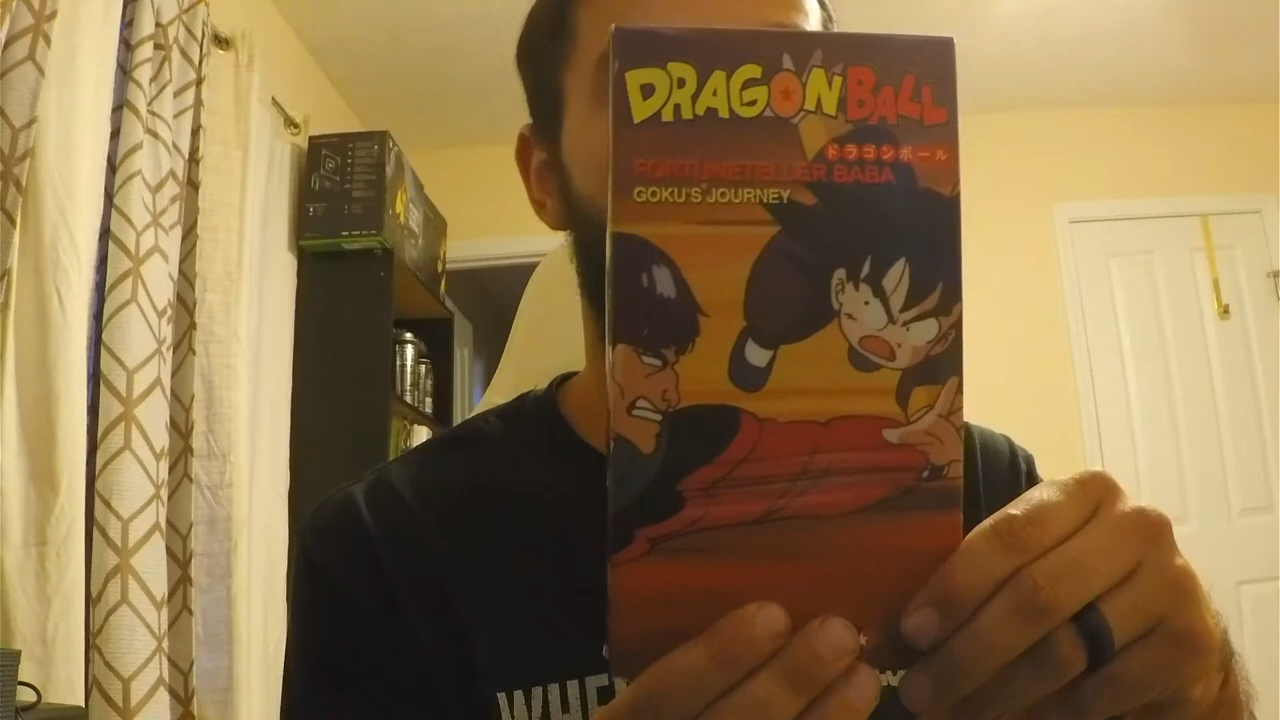 DRAGON BALL
ドラゴンボール
FORTUNETELLER BABA
GOKU'S JOURNEY